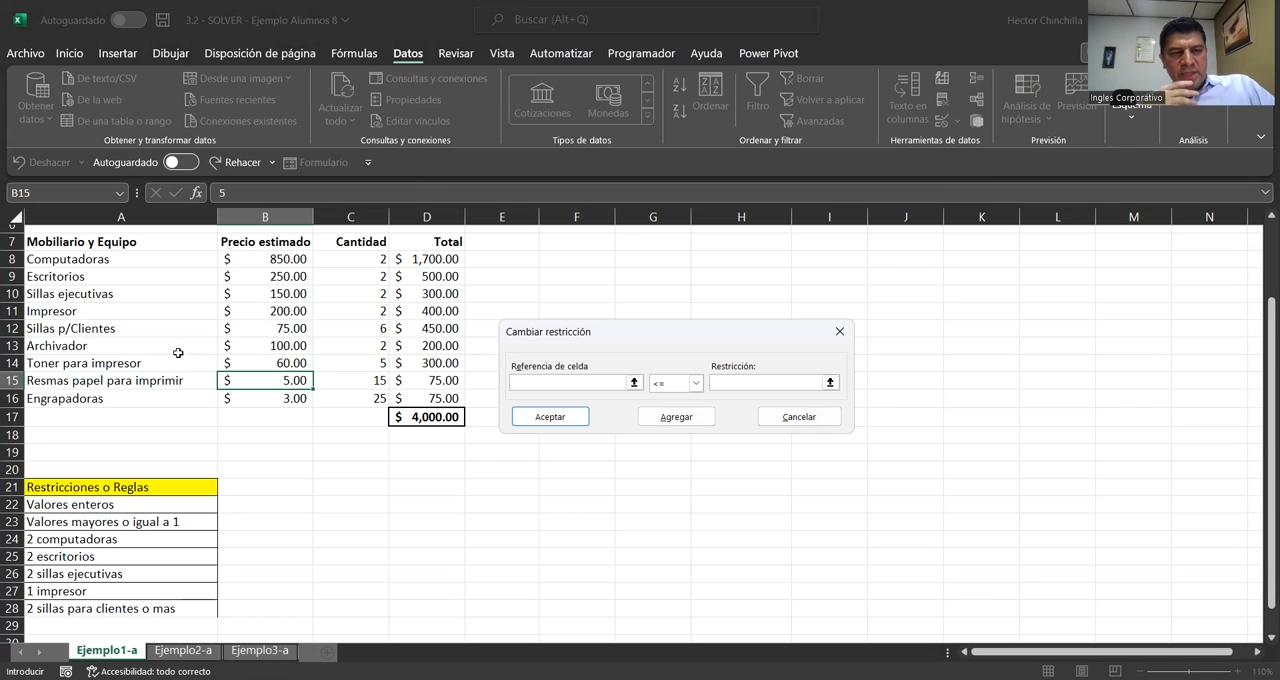 Autoguardado
3.2 - SOLVER - Ejemplo Alumnos 8
Buscar (Alt+Q)
Hector Chinchilla
Archivo Inicio Insertar Dibujar Disposición de página Fórmulas Datos Revisar Vista Automatizar Programador Ayuda Power Pivot
Obtener datos
De texto/CSV
De la web
De una tabla o rango
Desde una imagen
Fuentes recientes
Conexiones existentes
Obtener y transformar datos
Actualizar todo
Consultas y conexiones
Propiedades
Editar vínculos
Consultas y conexiones
Cotizaciones
Monedas
Tipos de datos
Ordenar
Filtro
Borrar
Volver a aplicar
Avanzadas
Ordenar y filtrar
Texto en columnas
Herramientas de datos
Análisis de hipótesis
Previsión
Esquema
Análisis
Ingles Corporativo
Deshacer Autoguardado Rehacer Formulario
B15 fx 5
A B C D E F G H I J K L M N
7 Mobiliario y Equipo Precio estimado Cantidad Total
8 Computadoras $ 850.00 2 $ 1,700.00
9 Escritorios $ 250.00 2 $ 500.00
10 Sillas ejecutivas $ 150.00 2 $ 300.00
11 Impresor $ 200.00 2 $ 400.00
12 Sillas p/Clientes $ 75.00 6 $ 450.00
13 Archivador $ 100.00 2 $ 200.00
14 Toner para impresor $ 60.00 5 $ 300.00
15 Resmas papel para imprimir $ 5.00 15 $ 75.00
16 Engrapadoras $ 3.00 25 $ 75.00
17 $ 4,000.00
18
19
20
21 Restricciones o Reglas
22 Valores enteros
23 Valores mayores o igual a 1
24 2 computadoras
25 2 escritorios
26 2 sillas ejecutivas
27 1 impresor
28 2 sillas para clientes o mas
29
Cambiar restricción
Referencia de celda Restricción:
<=
Aceptar Agregar Cancelar
Ejemplo1-a Ejemplo2-a Ejemplo3-a
Introducir Accesibilidad: todo correcto 110%